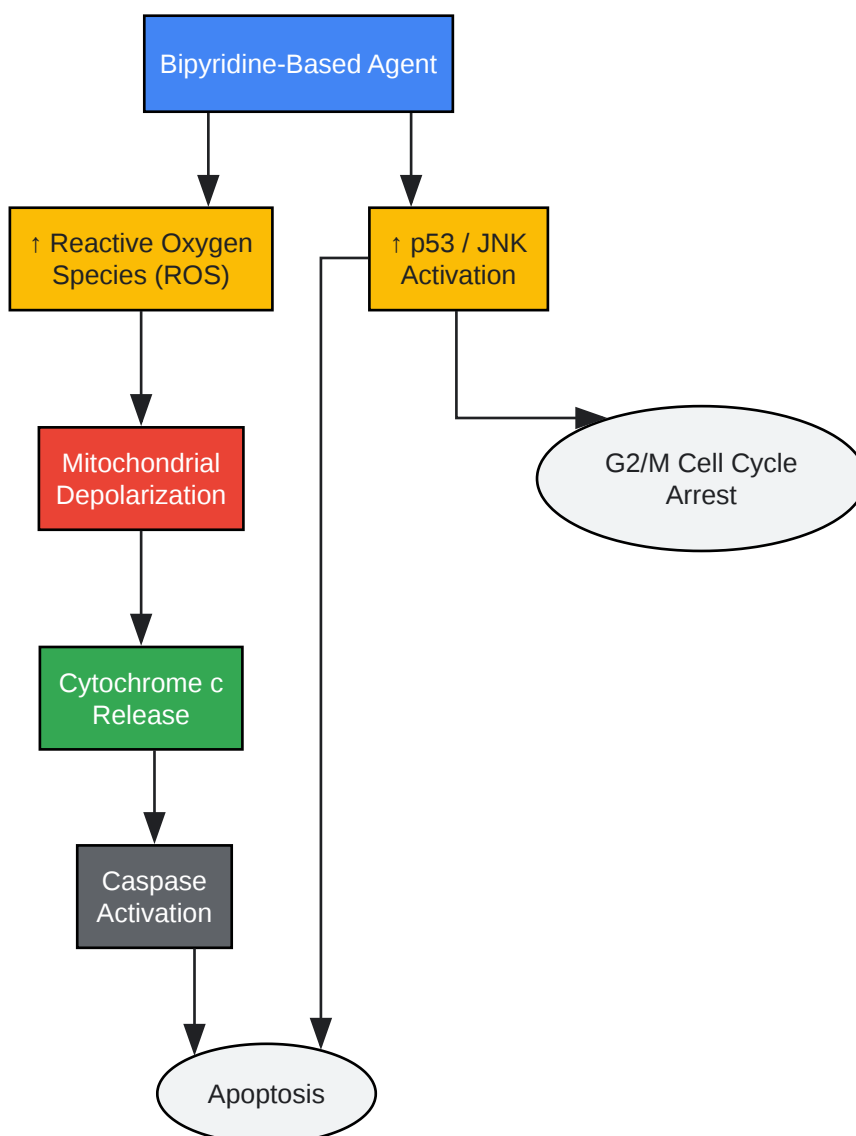 Bipyridine-Based Agent
↑ Reactive Oxygen
Species (ROS)
↑ p53 / JNK
Activation
Mitochondrial
Depolarization
G2/M Cell Cycle
Arrest
Cytochrome c
Release
Caspase
Activation
Apoptosis